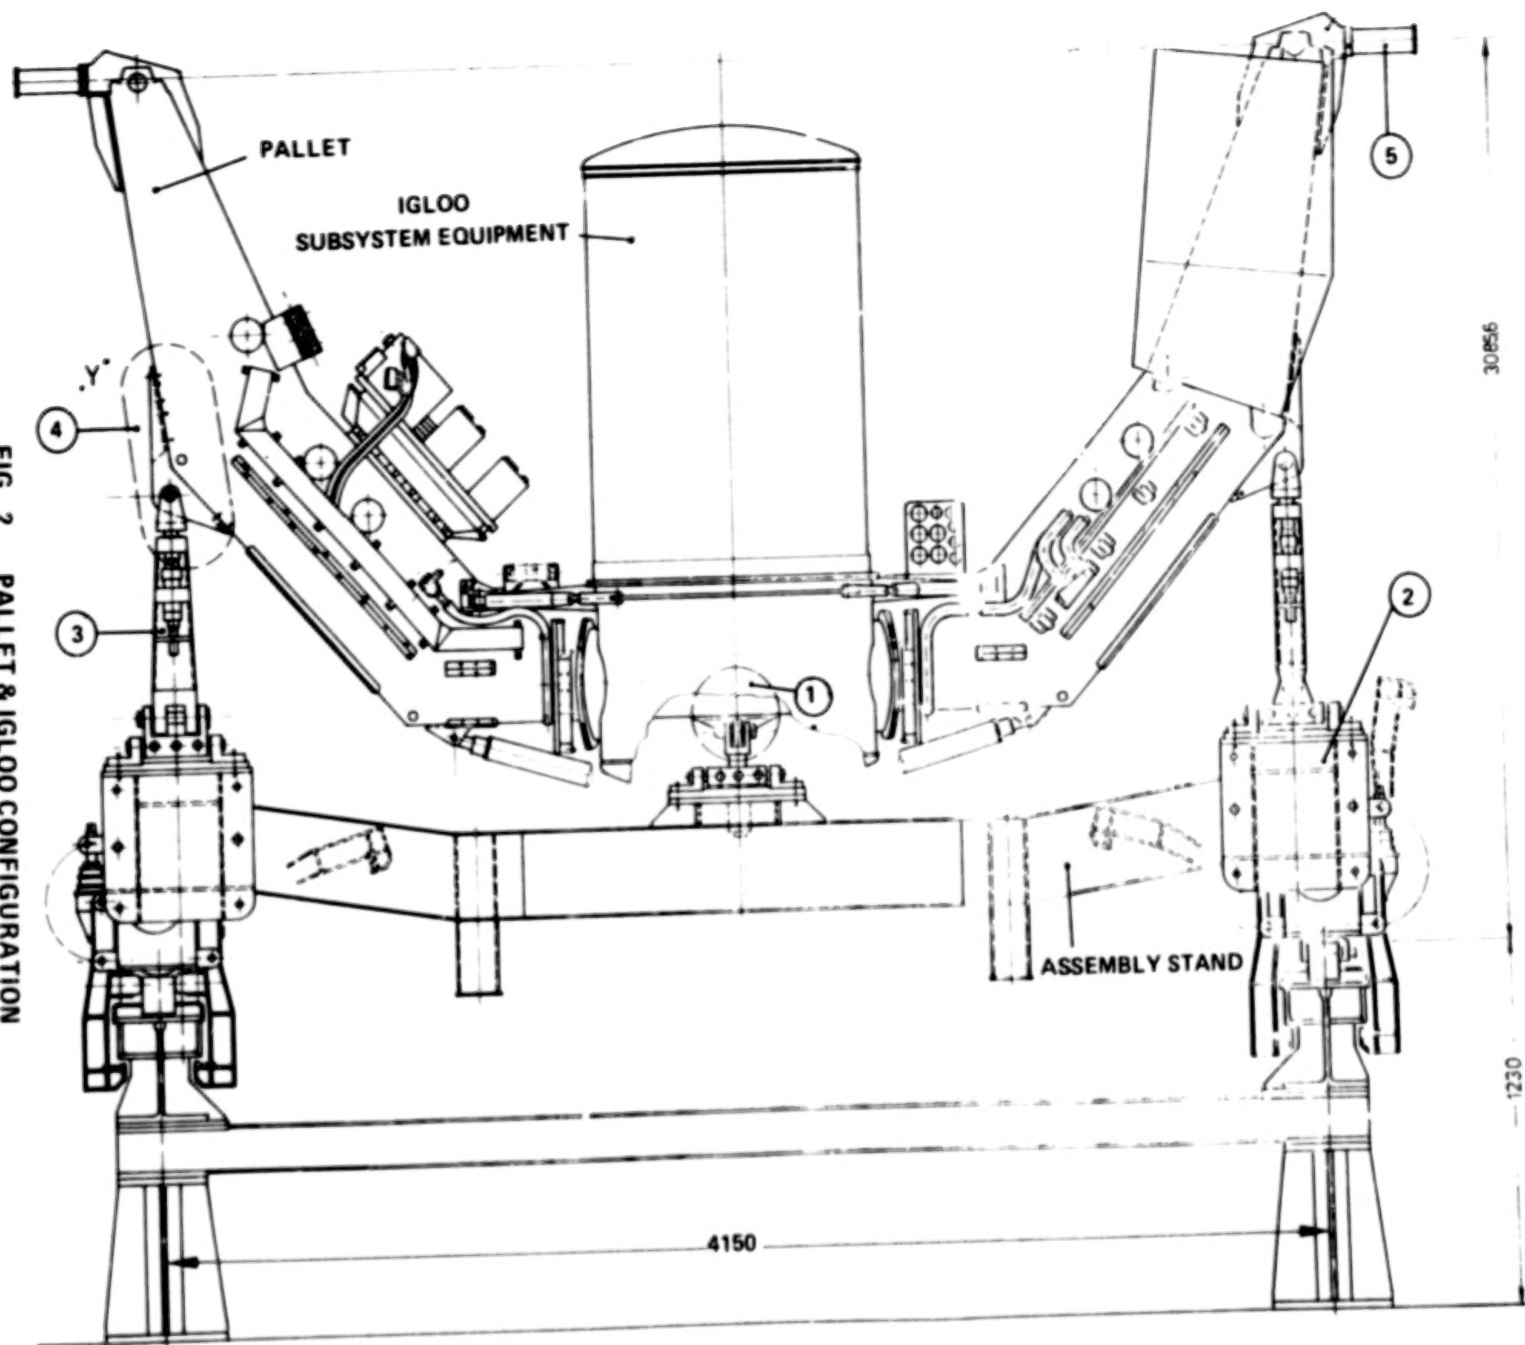 5
PALLET
IGLOO
SUBSYSTEM EQUIPMENT
30856
"Y"
4
3
2
1
ASSEMBLY STAND
1230
4150
FIG. 2 PALLET & IGLOO CONFIGURATION